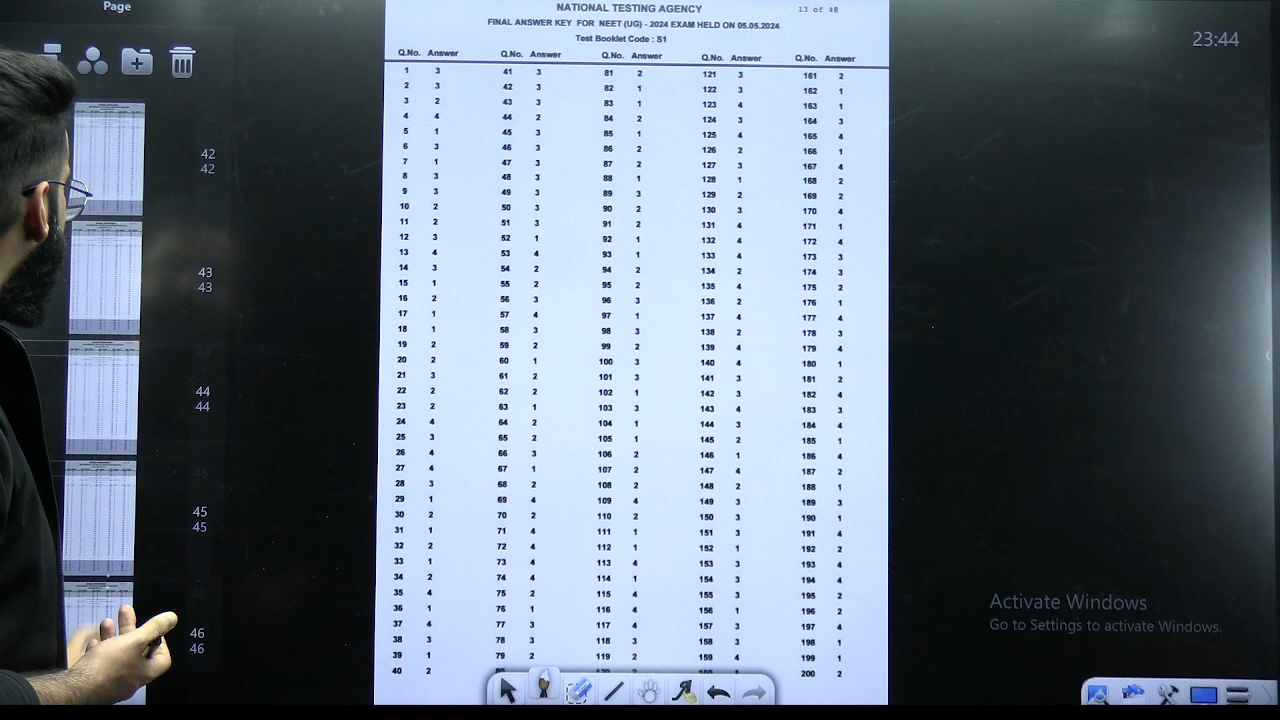 Page
NATIONAL TESTING AGENCY
13 of 48
FINAL ANSWER KEY FOR NEET (UG) - 2024 EXAM HELD ON 05.05.2024
Test Booklet Code : S1
23:44
Q.No. Answer Q.No. Answer Q.No. Answer Q.No. Answer Q.No. Answer
1 3 41 3 81 2 121 3 161 2
2 3 42 3 82 1 122 3 162 1
3 2 43 3 83 1 123 4 163 1
4 4 44 2 84 2 124 3 164 3
5 1 45 3 85 1 125 4 165 4
6 3 46 3 86 2 126 2 166 1
7 1 47 3 87 2 127 3 167 4
8 3 48 3 88 1 128 1 168 2
9 3 49 3 89 3 129 2 169 2
10 2 50 3 90 2 130 3 170 4
11 2 51 3 91 2 131 4 171 1
12 3 52 1 92 1 132 4 172 4
13 4 53 4 93 1 133 4 173 3
14 3 54 2 94 2 134 2 174 3
15 1 55 2 95 2 135 4 175 2
16 2 56 3 96 3 136 2 176 1
17 1 57 4 97 1 137 4 177 4
18 1 58 3 98 3 138 2 178 3
19 2 59 2 99 2 139 4 179 4
20 2 60 1 100 3 140 4 180 1
21 3 61 2 101 3 141 3 181 2
22 2 62 2 102 1 142 3 182 4
23 2 63 1 103 3 143 4 183 3
24 4 64 2 104 1 144 3 184 4
25 3 65 2 105 1 145 2 185 1
26 4 66 3 106 2 146 1 186 4
27 4 67 1 107 2 147 4 187 2
28 3 68 2 108 2 148 2 188 1
29 1 69 4 109 4 149 3 189 3
30 2 70 2 110 2 150 3 190 1
31 1 71 4 111 1 151 3 191 4
32 2 72 4 112 1 152 1 192 2
33 1 73 4 113 4 153 3 193 4
34 2 74 4 114 1 154 3 194 4
35 4 75 2 115 4 155 3 195 2
36 1 76 1 116 4 156 1 196 2
37 4 77 3 117 4 157 3 197 4
38 3 78 3 118 3 158 3 198 1
39 1 79 2 119 2 159 4 199 1
40 2 200 2
42
42
43
43
44
44
45
45
46
46
Activate Windows
Go to Settings to activate Windows.